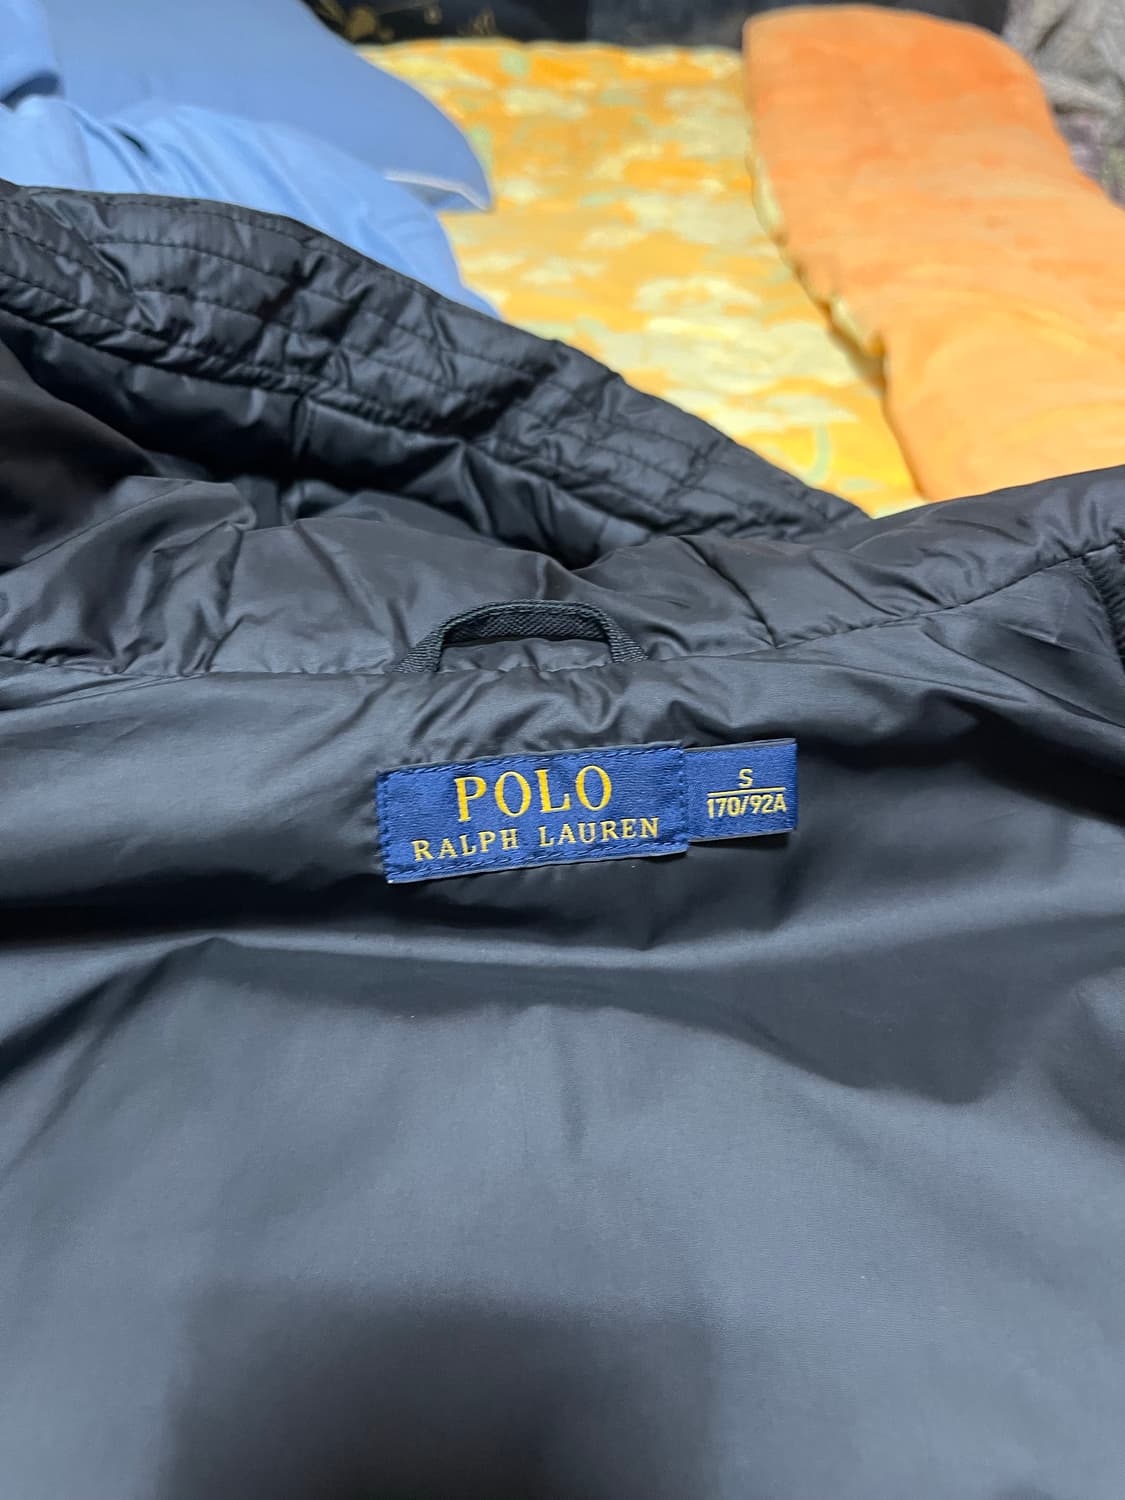 POLO
RALPH LAUREN
S
170/92A